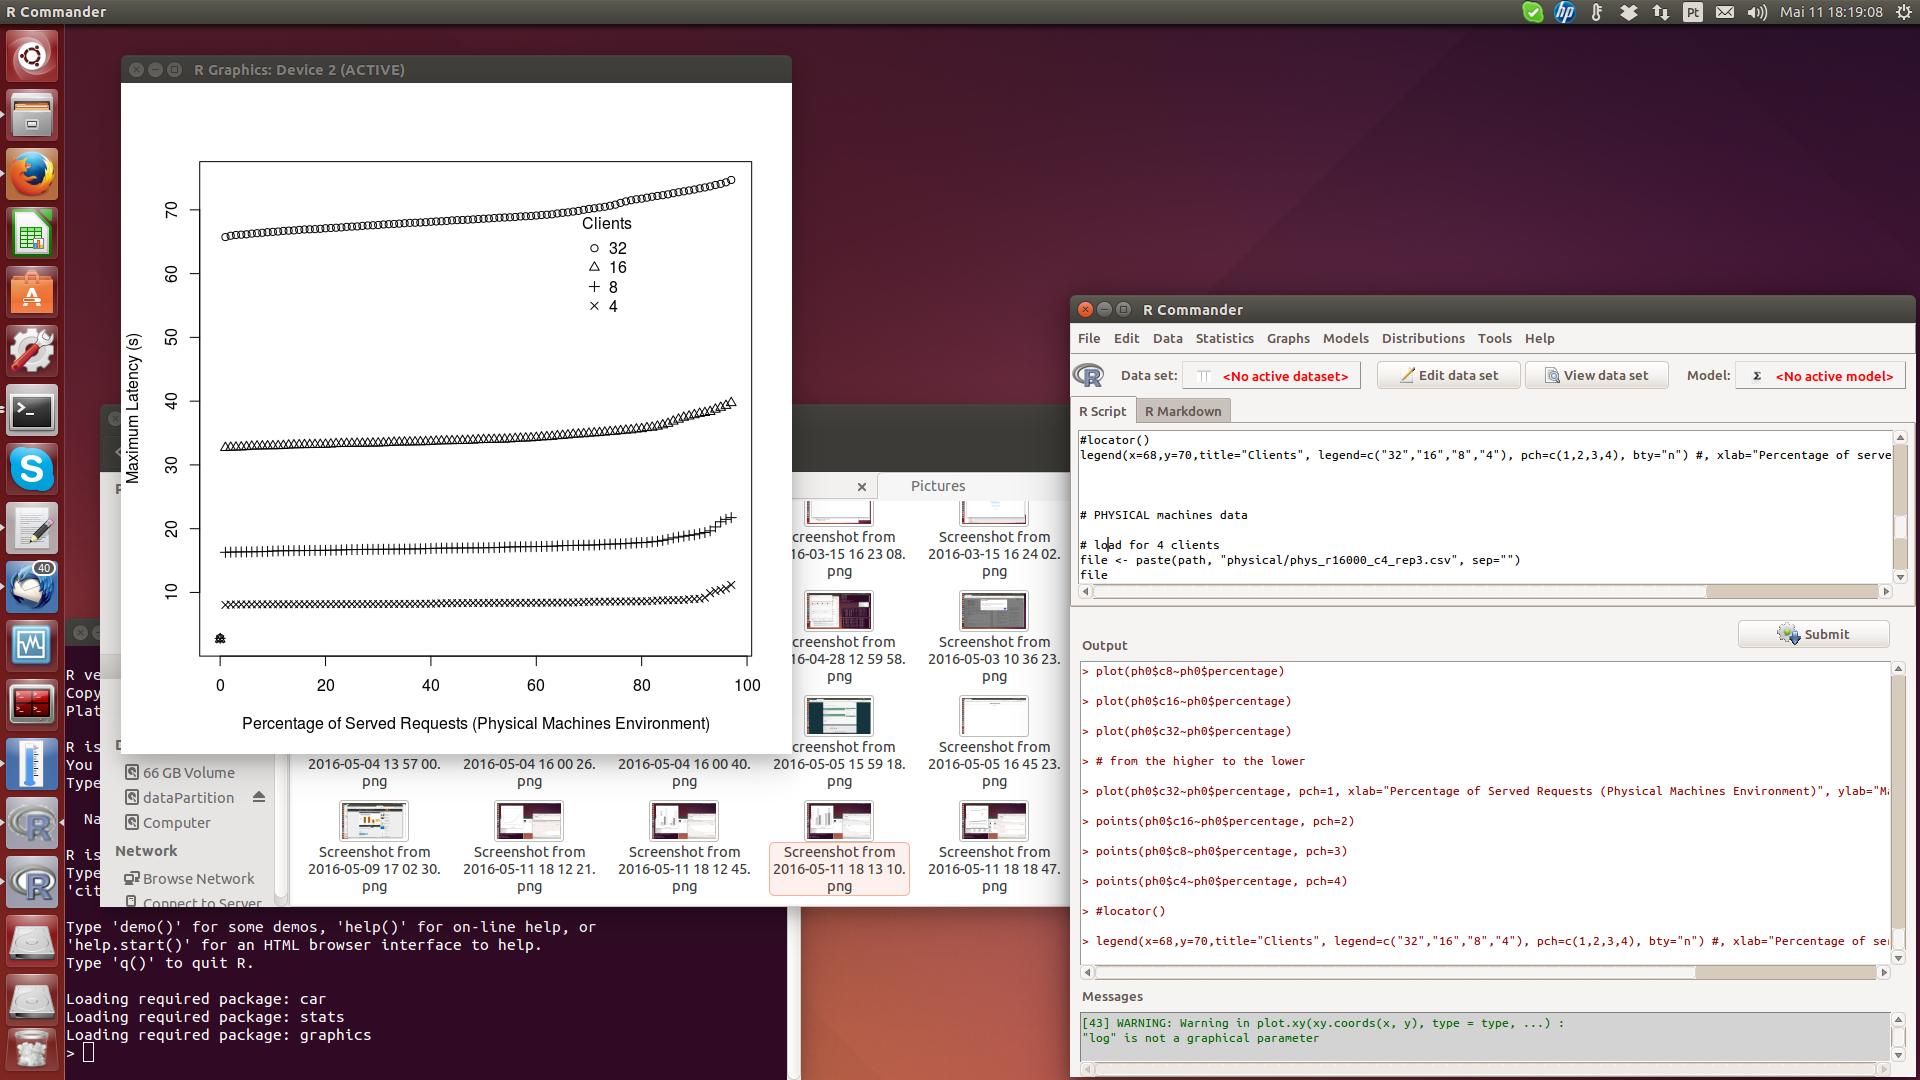 R Commander
Pt
Mai 11 18:19:08
R Graphics: Device 2 (ACTIVE)
70
60
50
40
30
20
10
Maximum Latency (s)
Clients
32
16
8
4
0
20
40
60
80
100
Percentage of Served Requests (Physical Machines Environment)
40
Pictures
creenshot from
16-03-15 16 23 08.
png
Screenshot from
2016-03-15 16 24 02.
png
creenshot from
16-04-28 12 59 58.
png
Screenshot from
2016-05-03 10 36 23.
png
2016-05-04 13 57 00.
png
2016-05-04 16 00 26.
png
2016-05-04 16 00 40.
png
creenshot from
2016-05-05 15 59 18.
png
Screenshot from
2016-05-05 16 45 23.
png
Screenshot from
2016-05-09 17 02 30.
png
Screenshot from
2016-05-11 18 12 21.
png
Screenshot from
2016-05-11 18 12 45.
png
Screenshot from
2016-05-11 18 13 10.
png
Screenshot from
2016-05-11 18 18 47.
png
66 GB Volume
dataPartition
Computer
Network
Browse Network
Connect to Server
R ve
Copy
Plat
R is
You
Type
Na
R is
Type
'cit
Type 'demo()' for some demos, 'help()' for on-line help, or
'help.start()' for an HTML browser interface to help.
Type 'q()' to quit R.
Loading required package: car
Loading required package: stats
Loading required package: graphics
>
R Commander
File Edit Data Statistics Graphs Models Distributions Tools Help
Data set: <No active dataset> Edit data set View data set Model: Σ <No active model>
R Script R Markdown
#locator()
legend(x=68,y=70,title="Clients", legend=c("32","16","8","4"), pch=c(1,2,3,4), bty="n") #, xlab="Percentage of serve
# PHYSICAL machines data
# load for 4 clients
file <- paste(path, "physical/phys_r16000_c4_rep3.csv", sep="")
file
Submit
Output
> plot(ph0$c8~ph0$percentage)
> plot(ph0$c16~ph0$percentage)
> plot(ph0$c32~ph0$percentage)
> # from the higher to the lower
> plot(ph0$c32~ph0$percentage, pch=1, xlab="Percentage of Served Requests (Physical Machines Environment)", ylab="Ma
> points(ph0$c16~ph0$percentage, pch=2)
> points(ph0$c8~ph0$percentage, pch=3)
> points(ph0$c4~ph0$percentage, pch=4)
> #locator()
> legend(x=68,y=70,title="Clients", legend=c("32","16","8","4"), pch=c(1,2,3,4), bty="n") #, xlab="Percentage of ser
Messages
[43] WARNING: Warning in plot.xy(xy.coords(x, y), type = type, ...) :
"log" is not a graphical parameter